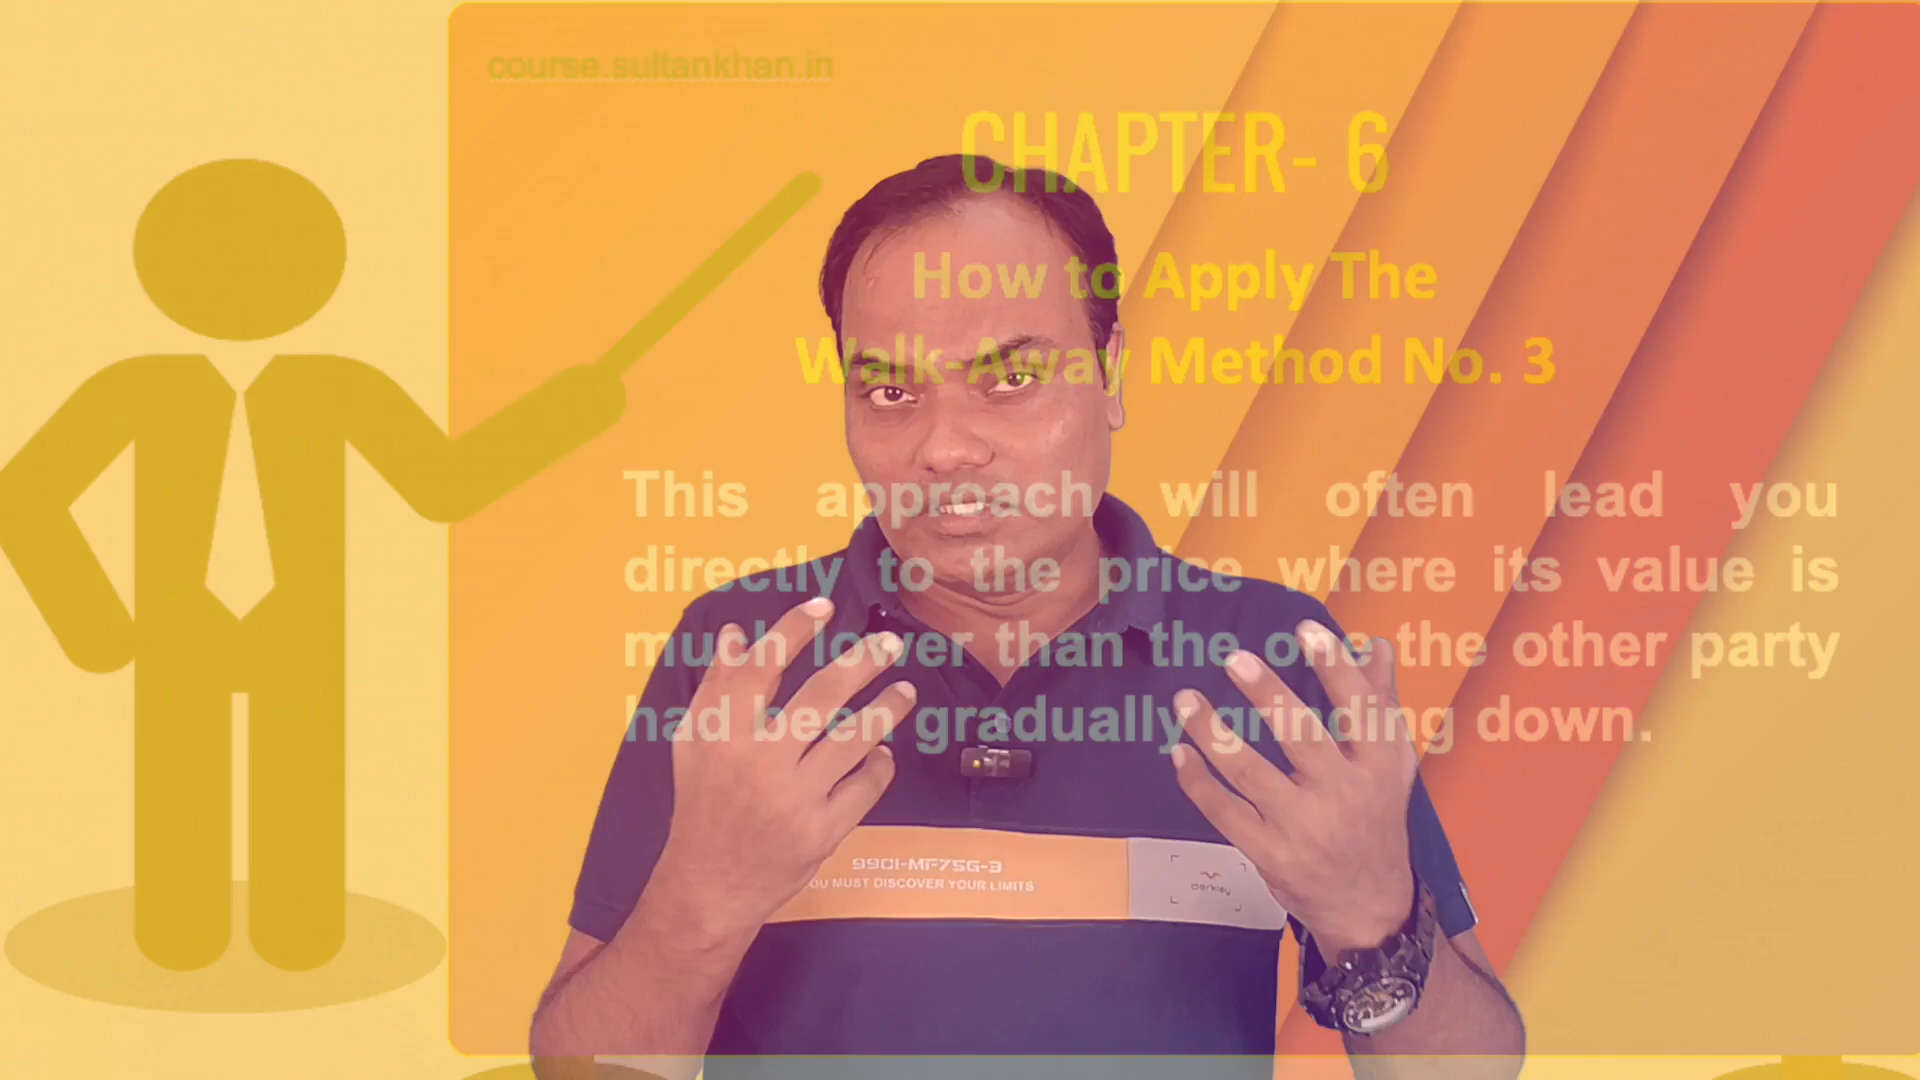 course.sultankhan.in
CHAPTER- 6
How to Apply The
Walk-Away Method No. 3
This approach will often lead you
directly to the price where its value is
much lower than the one the other party
had been gradually grinding down.
990I-MF75G-3
OU MUST DISCOVER YOUR LIMITS